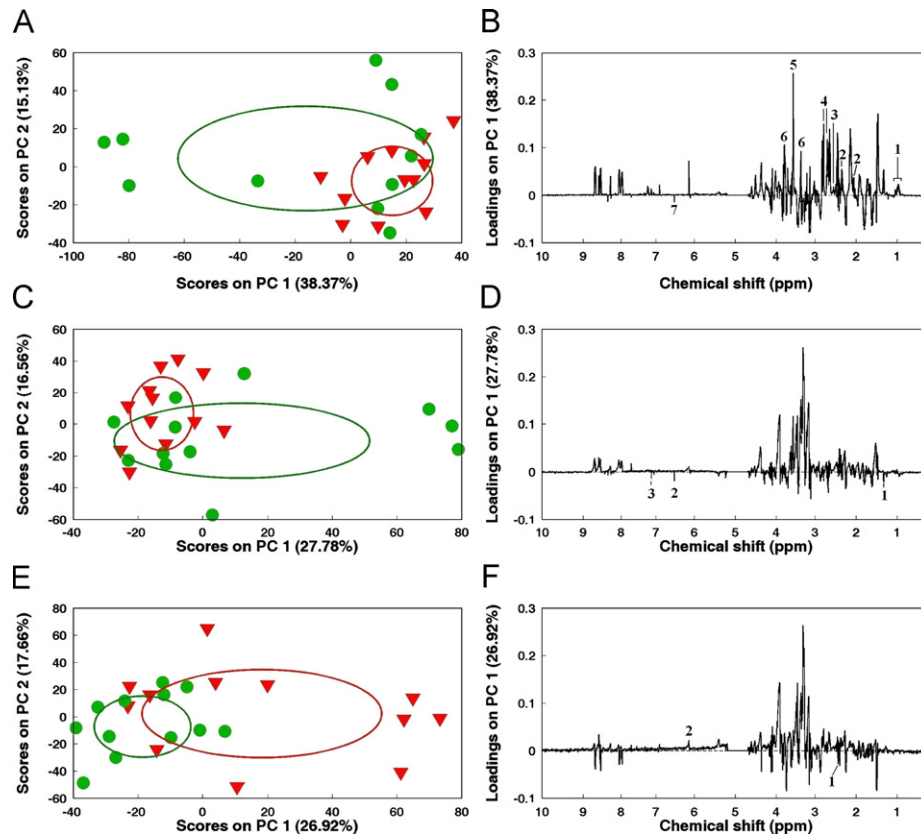 A
Scores on PC 2 (15.13%)
60
40
20
0
-20
-40
-100 -80 -60 -40 -20 0 20 40
Scores on PC 1 (38.37%)
B
Loadings on PC 1 (38.37%)
0.3
0.2
0.1
0
-0.1
5
4
3
6
6
2
2
1
7
10 9 8 7 6 5 4 3 2 1
Chemical shift (ppm)
C
Scores on PC 2 (16.56%)
60
40
20
0
-20
-40
-60
-40 -20 0 20 40 60 80
Scores on PC 1 (27.78%)
D
Loadings on PC 1 (27.78%)
0.3
0.2
0.1
0
-0.1
3
2
1
10 9 8 7 6 5 4 3 2 1
Chemical shift (ppm)
E
Scores on PC 2 (17.66%)
80
60
40
20
0
-20
-40
-60
-40 -20 0 20 40 60 80
Scores on PC 1 (26.92%)
F
Loadings on PC 1 (26.92%)
0.3
0.2
0.1
0
-0.1
2
1
10 9 8 7 6 5 4 3 2 1
Chemical shift (ppm)